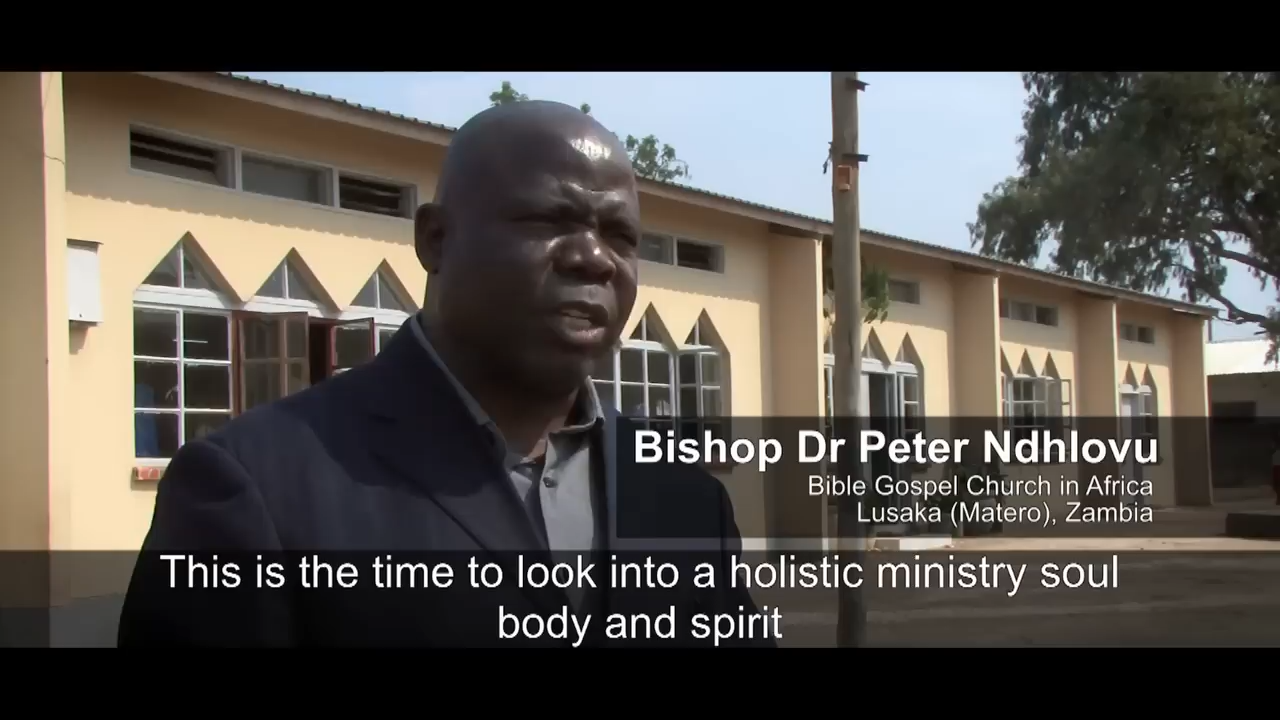 Bishop Dr Peter Ndhlovu
Bible Gospel Church in Africa
Lusaka (Matero), Zambia
This is the time to look into a holistic ministry soul
body and spirit